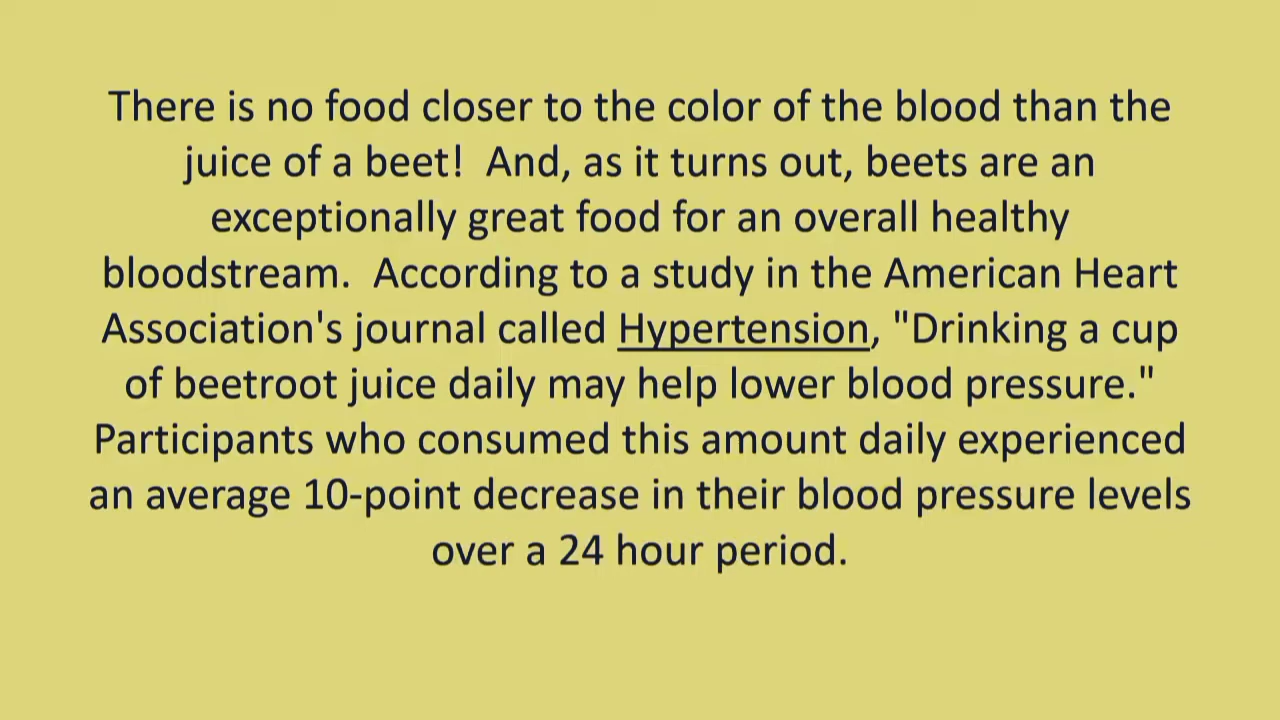 There is no food closer to the color of the blood than the
juice of a beet!  And, as it turns out, beets are an
exceptionally great food for an overall healthy
bloodstream.  According to a study in the American Heart
Association's journal called Hypertension, "Drinking a cup
of beetroot juice daily may help lower blood pressure."
Participants who consumed this amount daily experienced
an average 10-point decrease in their blood pressure levels
over a 24 hour period.